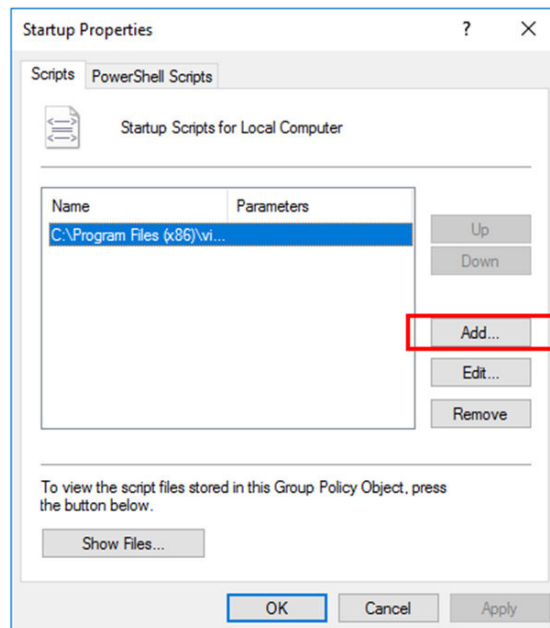 Startup Properties
? X
Scripts PowerShell Scripts
Startup Scripts for Local Computer
Name Parameters
C:\Program Files (x86)\vi...
Up
Down
Add...
Edit...
Remove
To view the script files stored in this Group Policy Object, press
the button below.
Show Files...
OK Cancel Apply